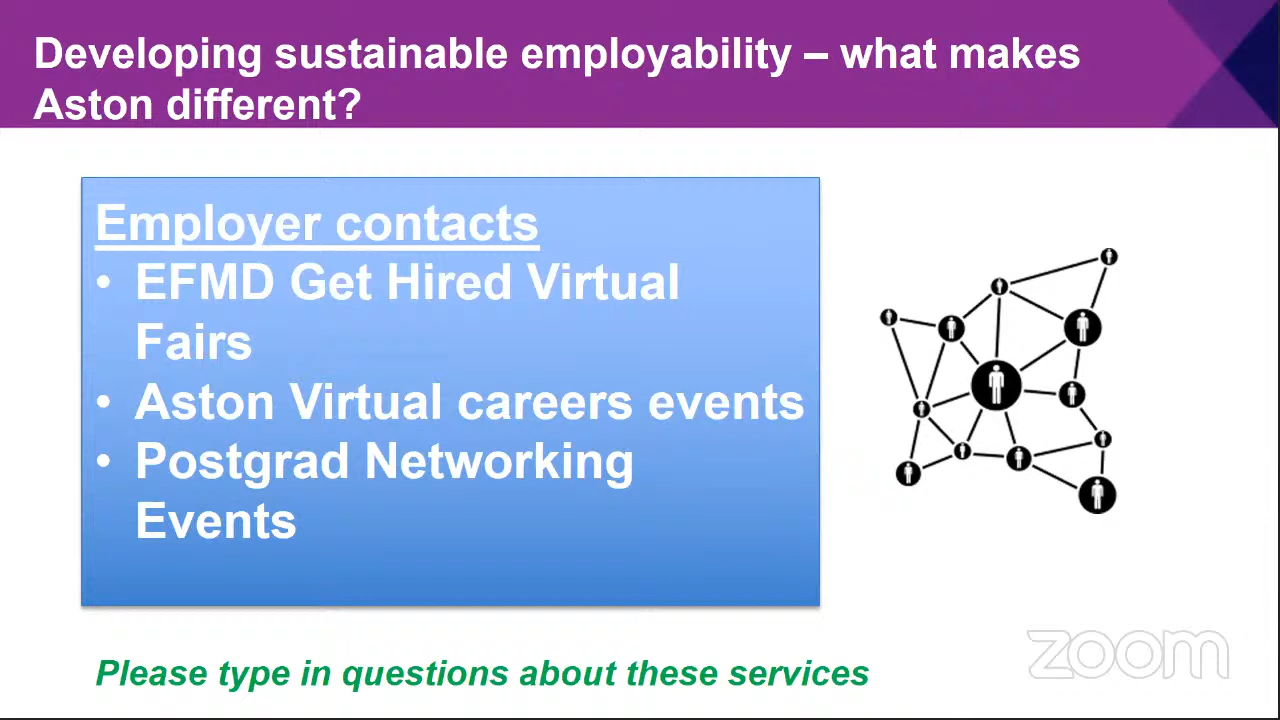 Developing sustainable employability – what makes
Aston different?
Employer contacts
• EFMD Get Hired Virtual
Fairs
• Aston Virtual careers events
• Postgrad Networking
Events
Please type in questions about these services
zoom